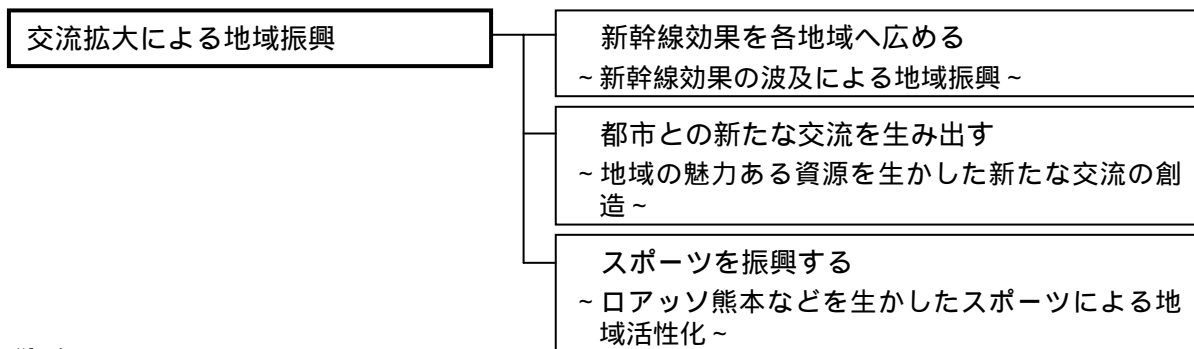 交流拡大による地域振興
新幹線効果を各地域へ広める
~新幹線効果の波及による地域振興~
都市との新たな交流を生み出す
~地域の魅力ある資源を生かした新たな交流の創
造~
スポーツを振興する
~ロアッソ熊本などを生かしたスポーツによる地
域活性化~